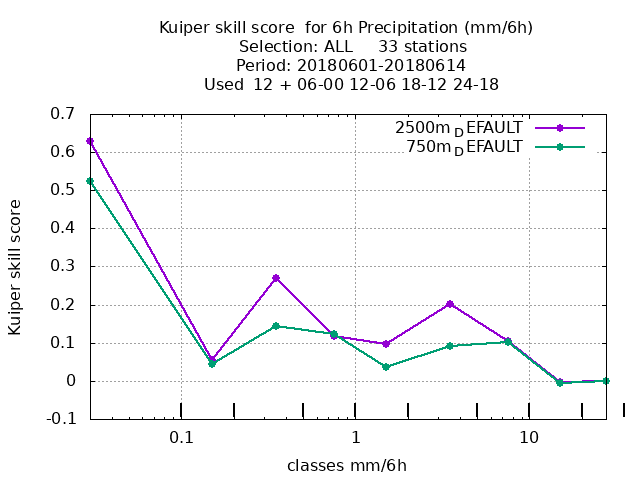 Kuiper skill score  for 6h Precipitation (mm/6h)
Selection: ALL     33 stations
Period: 20180601-20180614
Used  12 + 06-00 12-06 18-12 24-18
2500m_DEFAULT
750m_DEFAULT
0.7
0.6
0.5
0.4
0.3
0.2
0.1
0
-0.1
Kuiper skill score
0.1
1
10
classes mm/6h